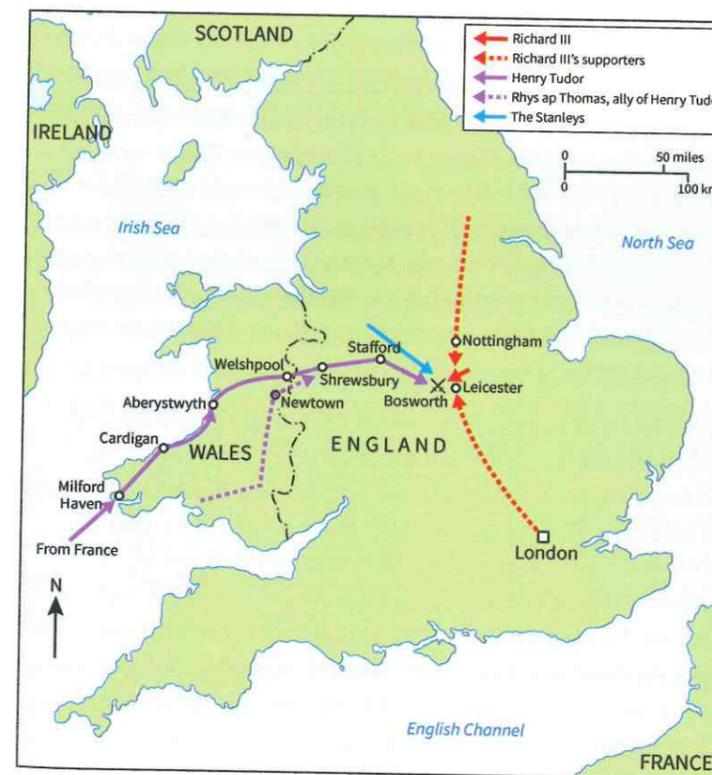 SCOTLAND
Richard III
Richard III's supporters
Henry Tudor
Rhys ap Thomas, ally of Henry Tudor
The Stanleys
0 50 miles
0 100 km
IRELAND
Irish Sea
North Sea
Nottingham
Stafford
Welshpool
Shrewsbury
Leicester
Bosworth
Newtown
Aberystwyth
Cardigan
WALES
ENGLAND
Milford
Haven
From France
London
N
English Channel
FRANCE